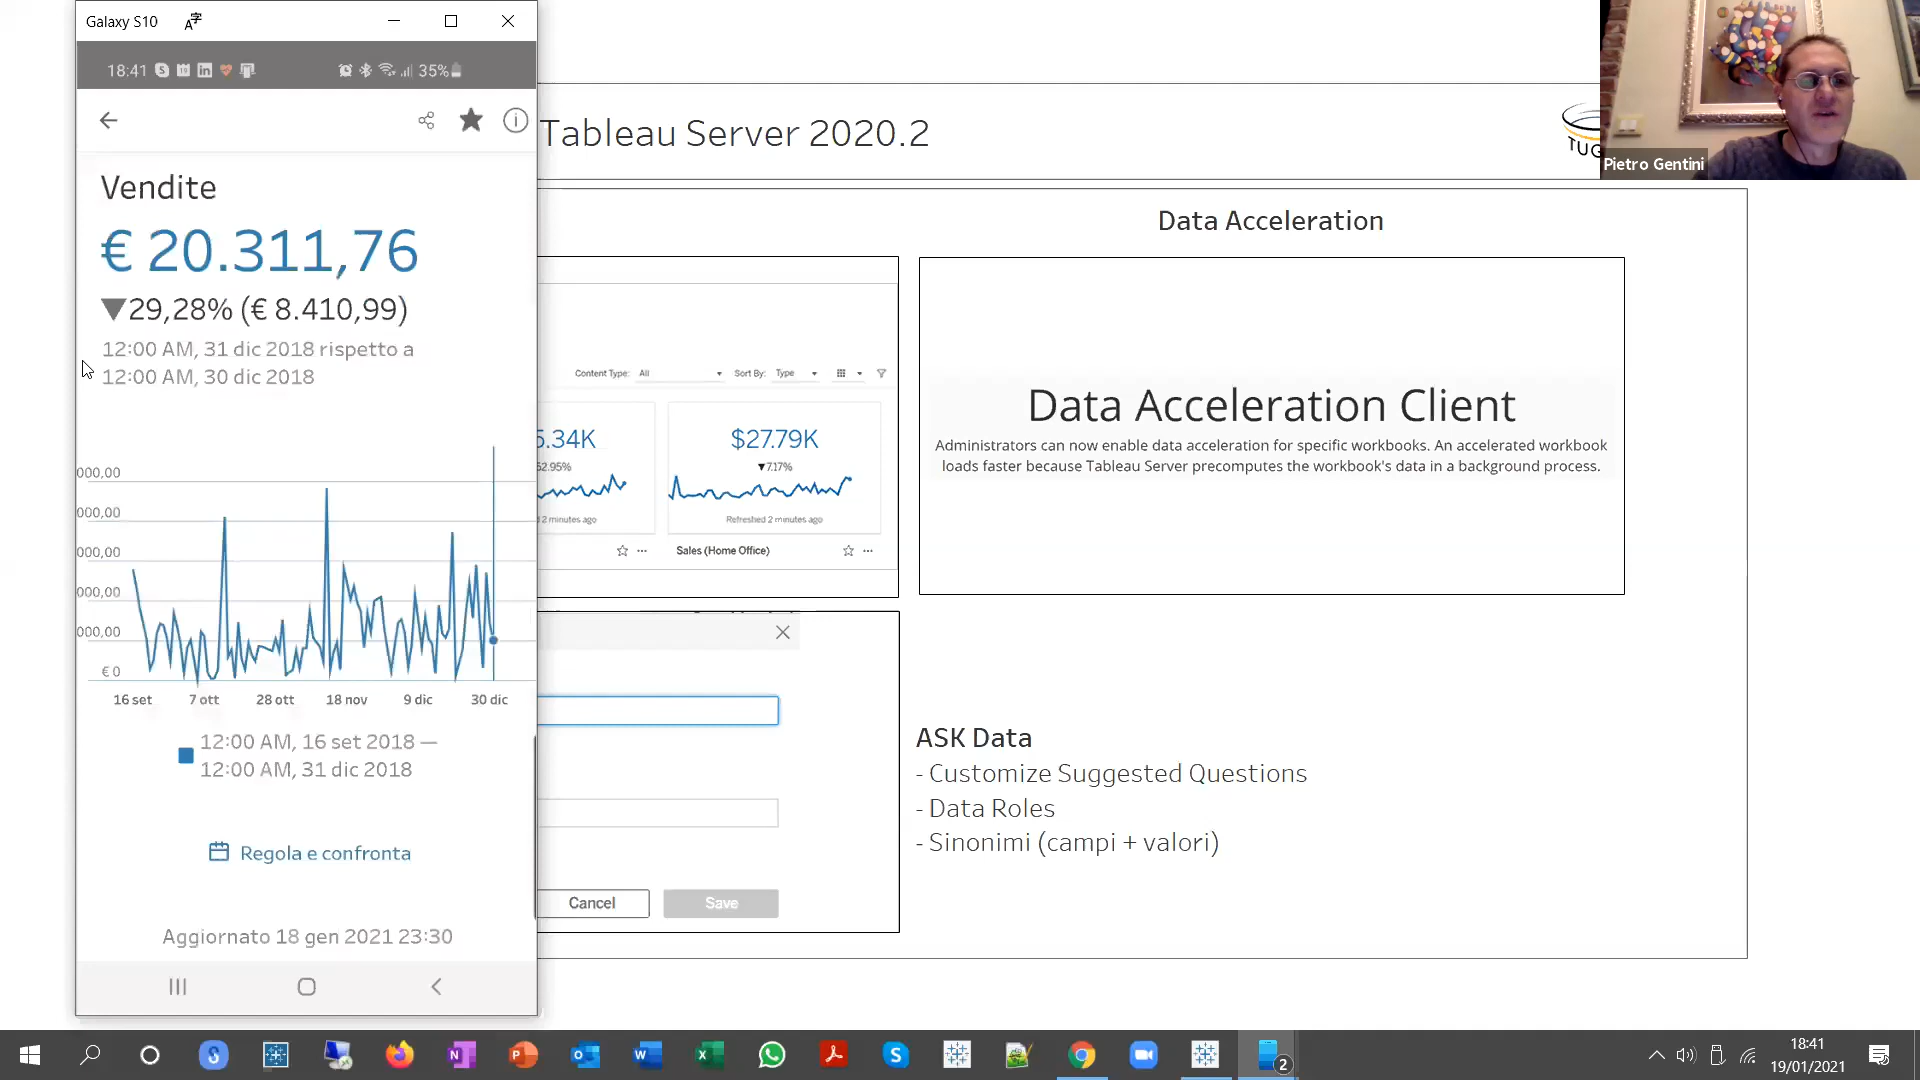 Galaxy S10
18:41
35%
Vendite
€ 20.311,76
▼29,28% (€ 8.410,99)
12:00 AM, 31 dic 2018 rispetto a
12:00 AM, 30 dic 2018
000,00
000,00
000,00
000,00
000,00
€ 0
16 set 7 ott 28 ott 18 nov 9 dic 30 dic
12:00 AM, 16 set 2018 —
12:00 AM, 31 dic 2018
Regola e confronta
Aggiornato 18 gen 2021 23:30
Tableau Server 2020.2
TUG
Pietro Gentini
Content Type: All Sort By: Type
5.34K
52.95%
2 minutes ago
$27.79K
▼7.17%
Refreshed 2 minutes ago
Sales (Home Office)
Cancel Save
Data Acceleration
Data Acceleration Client
Administrators can now enable data acceleration for specific workbooks. An accelerated workbook
loads faster because Tableau Server precomputes the workbook's data in a background process.
ASK Data
- Customize Suggested Questions
- Data Roles
- Sinonimi (campi + valori)
18:41
19/01/2021
2